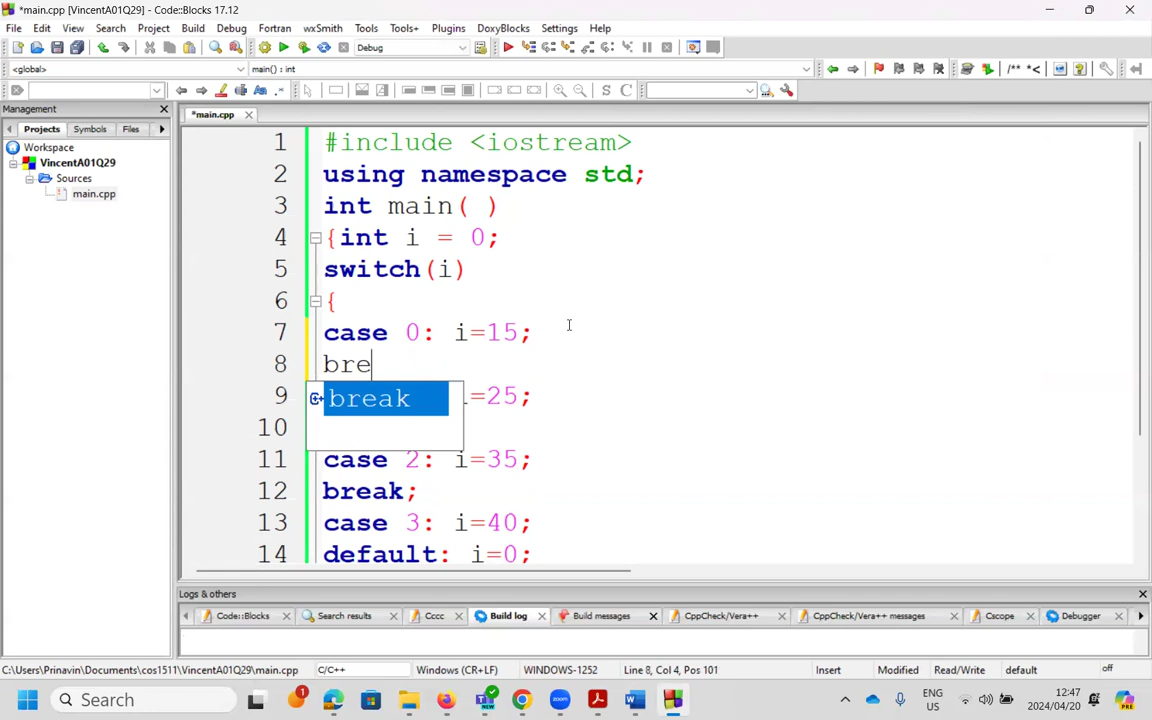 *main.cpp [VincentA01Q29] - Code::Blocks 17.12
File Edit View Search Project Build Debug Fortran wxSmith Tools Tools+ Plugins DoxyBlocks Settings Help
Debug
<global> main() : int
/** *<
S C
Management
Projects Symbols Files
*main.cpp
Workspace
VincentA01Q29
Sources
main.cpp
1 #include <iostream>
2 using namespace std;
3 int main( )
4 {int i = 0;
5 switch(i)
6 {
7 case 0: i=15;
8 bre
break
9 =25;
10
11 case 2: i=35;
12 break;
13 case 3: i=40;
14 default: i=0;
Logs & others
Code::Blocks Search results Cccc Build log Build messages CppCheck/Vera++ CppCheck/Vera++ messages Cscope Debugger
C:\Users\Prinavin\Documents\cos1511\VincentA01Q29\main.cpp C/C++ Windows (CR+LF) WINDOWS-1252 Line 8, Col 4, Pos 101 Insert Modified Read/Write default off
Search
1
ENG
US
12:47
2024/04/20
PRE